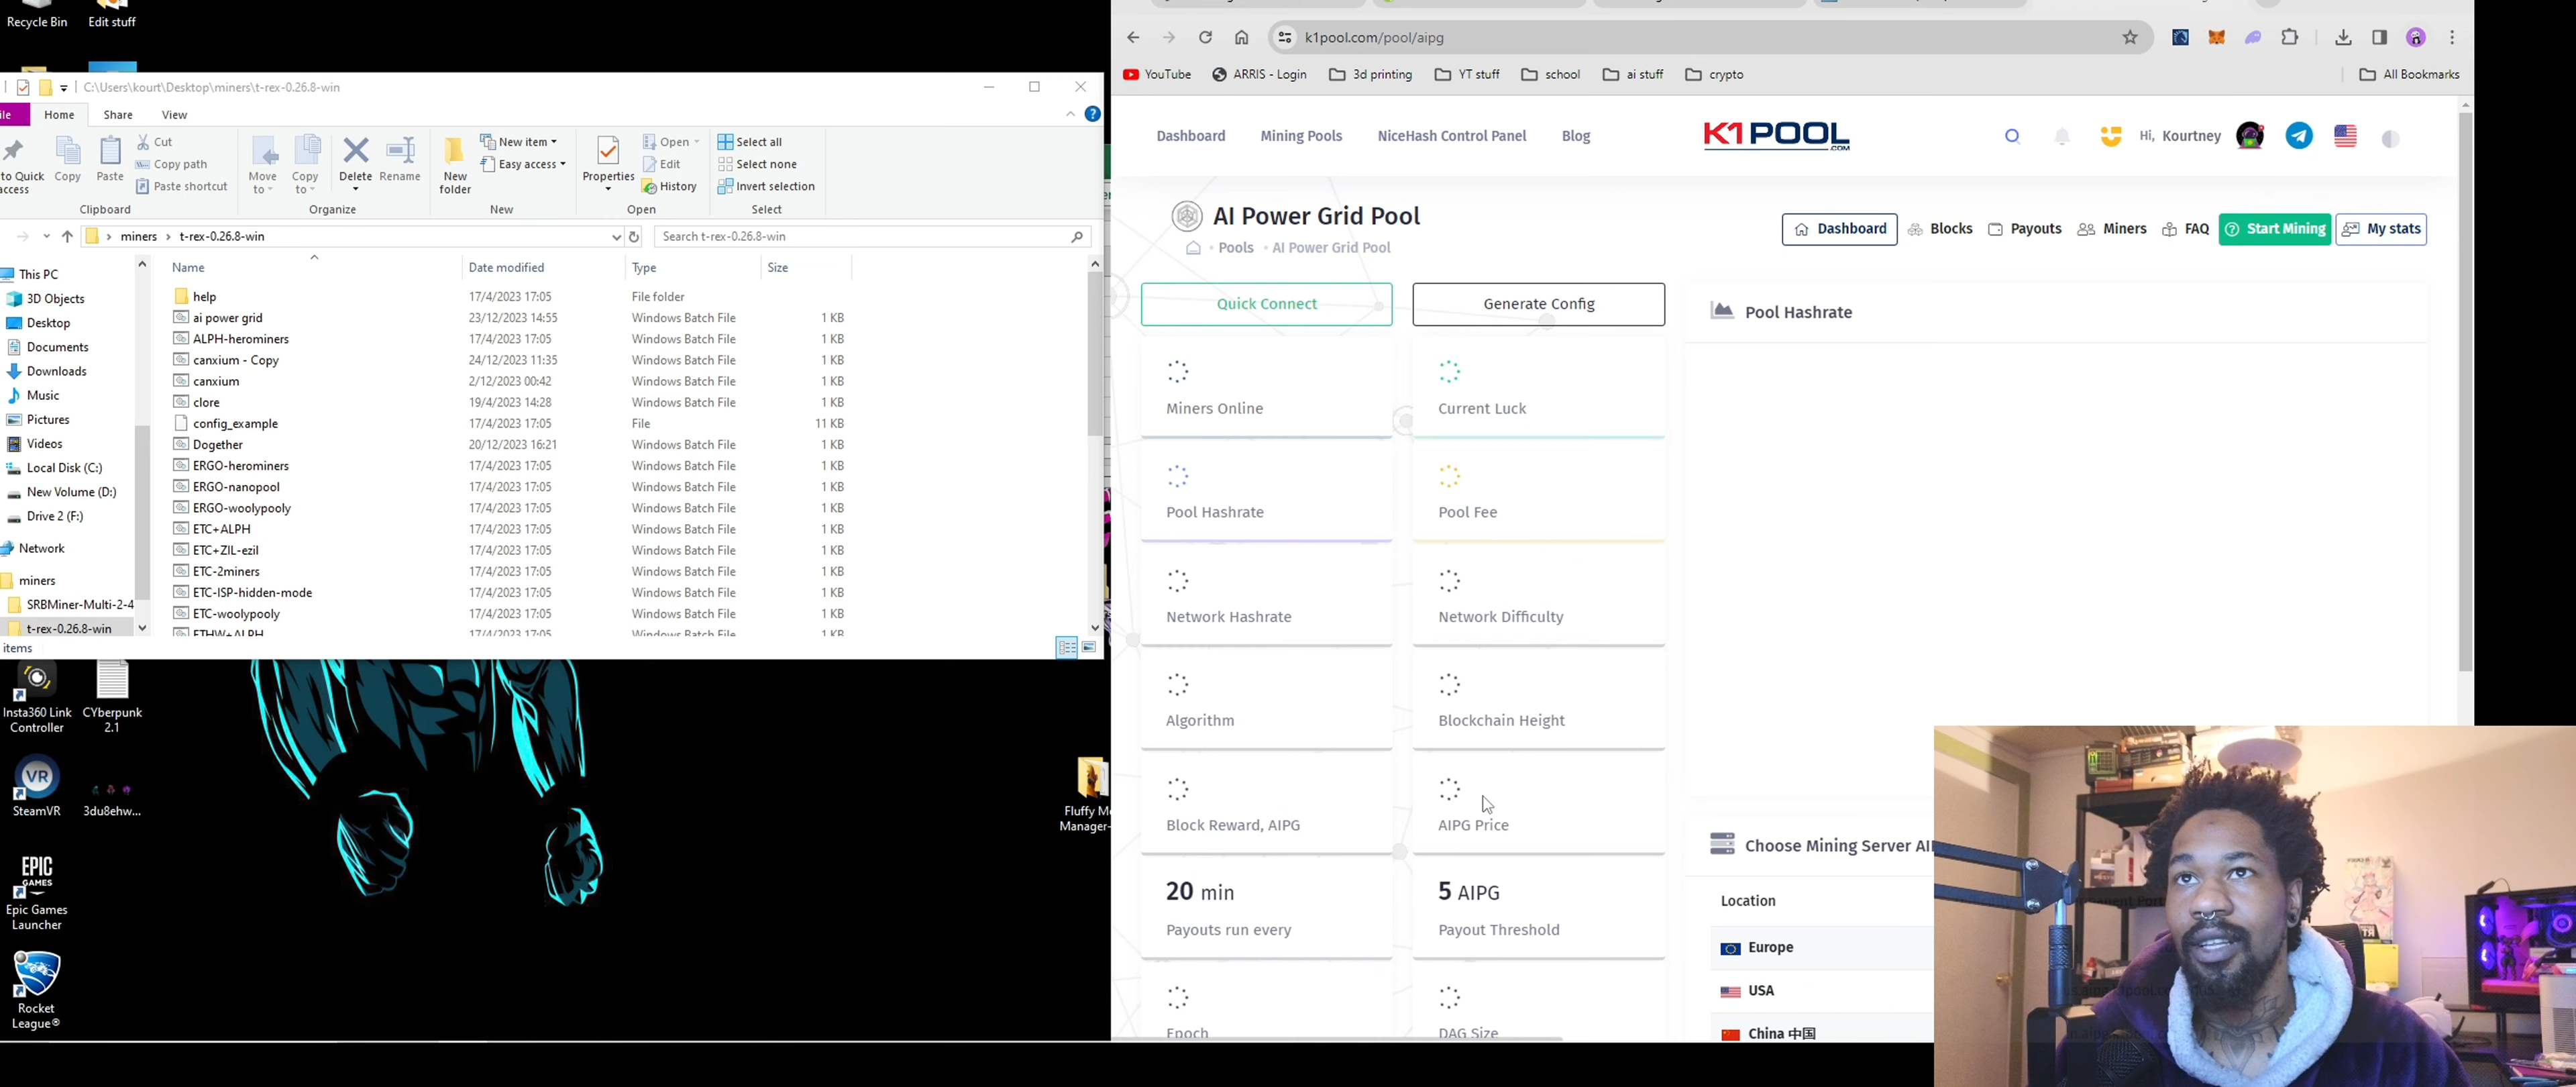 Recycle Bin
Edit stuff
C:\Users\kourt\Desktop\miners\t-rex-0.26.8-win
Home
Share
View
Copy
Paste
Cut
Copy path
Paste shortcut
to Quick
Clipboard
Move
to
Copy
to
Delete
Rename
Organize
New
folder
New item
Easy access
New
Properties
Open
Edit
History
Open
Select all
Select none
Invert selection
Select
miners
t-rex-0.26.8-win
Search t-rex-0.26.8-win
This PC
3D Objects
Desktop
Documents
Downloads
Music
Pictures
Videos
Local Disk (C:)
New Volume (D:)
Drive 2 (F:)
Network
miners
SRBMiner-Multi-2-4
t-rex-0.26.8-win
items
Name Date modified Type Size
help 17/4/2023 17:05 File folder
ai power grid 23/12/2023 14:55 Windows Batch File 1 KB
ALPH-herominers 17/4/2023 17:05 Windows Batch File 1 KB
canxium - Copy 24/12/2023 11:35 Windows Batch File 1 KB
canxium 2/12/2023 00:42 Windows Batch File 1 KB
clore 19/4/2023 14:28 Windows Batch File 1 KB
config_example 17/4/2023 17:05 File 11 KB
Dogether 20/12/2023 16:21 Windows Batch File 1 KB
ERGO-herominers 17/4/2023 17:05 Windows Batch File 1 KB
ERGO-nanopool 17/4/2023 17:05 Windows Batch File 1 KB
ERGO-woolypooly 17/4/2023 17:05 Windows Batch File 1 KB
ETC+ALPH 17/4/2023 17:05 Windows Batch File 1 KB
ETC+ZIL-ezil 17/4/2023 17:05 Windows Batch File 1 KB
ETC-2miners 17/4/2023 17:05 Windows Batch File 1 KB
ETC-ISP-hidden-mode 17/4/2023 17:05 Windows Batch File 1 KB
ETC-woolypooly 17/4/2023 17:05 Windows Batch File 1 KB
ETHW+ALPH 17/4/2023 17:05 Windows Batch File 1 KB
Insta360 Link
Controller
CYberpunk
2.1
VR
SteamVR
3du8ehw...
EPIC
GAMES
Epic Games
Launcher
Rocket
League®
Fluffy Mo
Manager-
k1pool.com/pool/aipg
YouTube
ARRIS - Login
3d printing
YT stuff
school
ai stuff
crypto
All Bookmarks
Dashboard
Mining Pools
NiceHash Control Panel
Blog
K1POOL
.COM
Hi, Kourtney
AI Power Grid Pool
Pools • AI Power Grid Pool
Dashboard
Blocks
Payouts
Miners
FAQ
Start Mining
My stats
Quick Connect
Generate Config
Pool Hashrate
Miners Online
Current Luck
Pool Hashrate
Pool Fee
Network Hashrate
Network Difficulty
Algorithm
Blockchain Height
Block Reward, AIPG
AIPG Price
20 min
Payouts run every
5 AIPG
Payout Threshold
Epoch
DAG Size
Choose Mining Server AI
Location
Europe
USA
China 中国